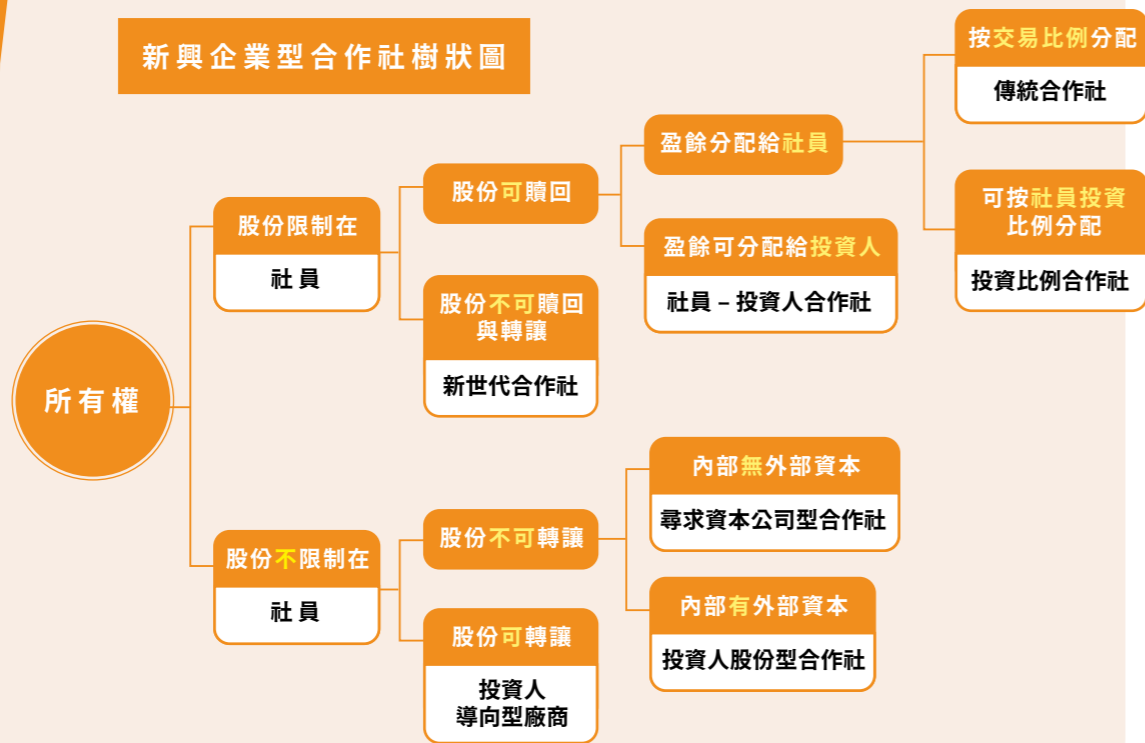 新興企業型合作社樹狀圖
所有權
股份限制在
社員
股份可贖回
盈餘分配給社員
按交易比例分配
傳統合作社
可按社員投資
比例分配
投資比例合作社
盈餘可分配給投資人
社員 – 投資人合作社
股份不可贖回
與轉讓
新世代合作社
股份不限制在
社員
股份不可轉讓
內部無外部資本
尋求資本公司型合作社
內部有外部資本
投資人股份型合作社
股份可轉讓
投資人
導向型廠商